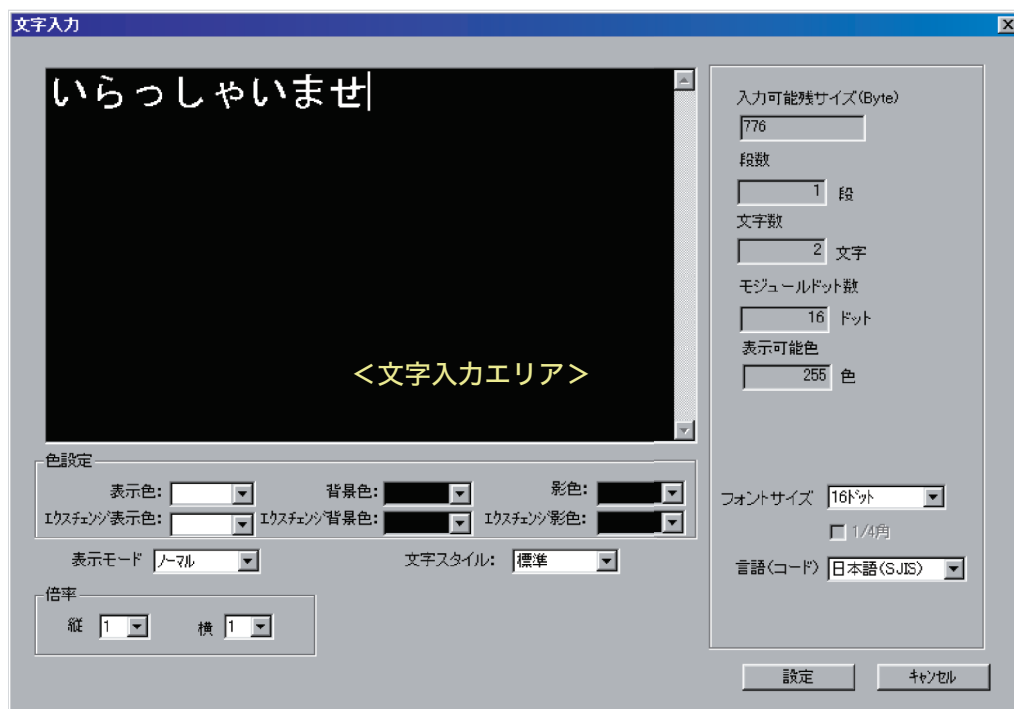 文字入力
いらっしゃいませ
＜文字入力エリア＞
入力可能残サイズ(Byte)
776
段数
1 段
文字数
2 文字
モジュールドット数
16 ドット
表示可能色
255 色
色設定
表示色: 背景色: 影色:
ｴｸｽﾁｪﾝｼﾞ表示色: ｴｸｽﾁｪﾝｼﾞ背景色: ｴｸｽﾁｪﾝｼﾞ影色:
表示モード ﾉｰﾏﾙ 文字スタイル: 標準
倍率
縦 1 横 1
フォントサイズ 16ﾄﾞｯﾄ
1/4角
言語(コード) 日本語(SJIS)
設定 ｷｬﾝｾﾙ